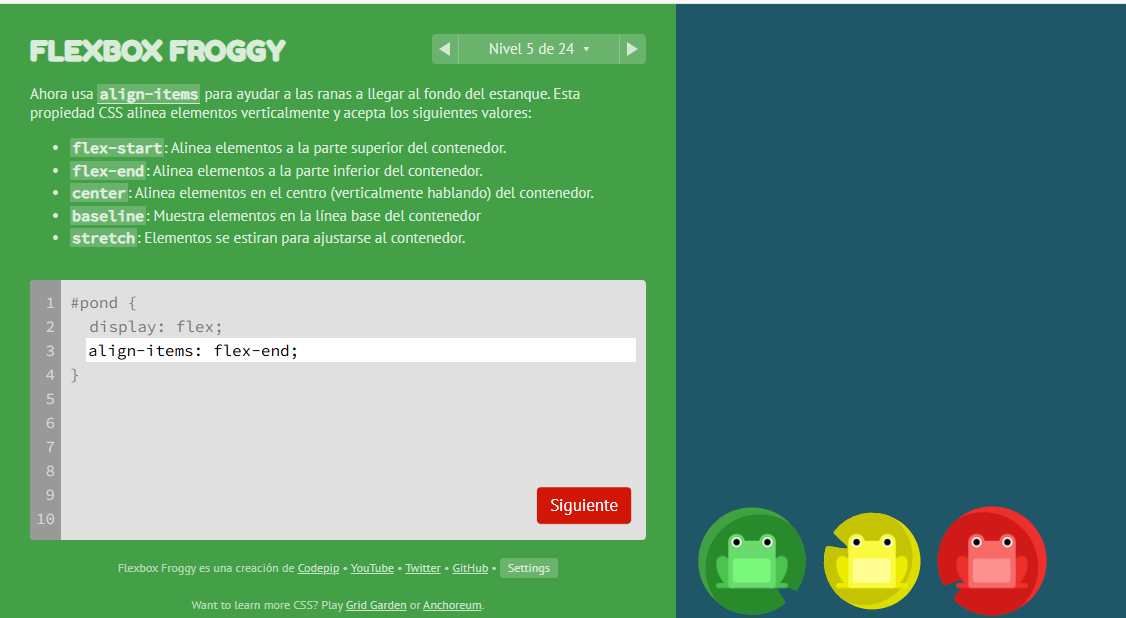 FLEXBOX FROGGY
Nivel 5 de 24
Ahora usa align-items para ayudar a las ranas a llegar al fondo del estanque. Esta
propiedad CSS alinea elementos verticalmente y acepta los siguientes valores:
• flex-start: Alinea elementos a la parte superior del contenedor.
• flex-end: Alinea elementos a la parte inferior del contenedor.
• center: Alinea elementos en el centro (verticalmente hablando) del contenedor.
• baseline: Muestra elementos en la línea base del contenedor
• stretch: Elementos se estiran para ajustarse al contenedor.
1 #pond {
2 display: flex;
3 align-items: flex-end;
4 }
5
6
7
8
9
10
Siguiente
Flexbox Froggy es una creación de Codepip • YouTube • Twitter • GitHub • Settings
Want to learn more CSS? Play Grid Garden or Anchoreum.